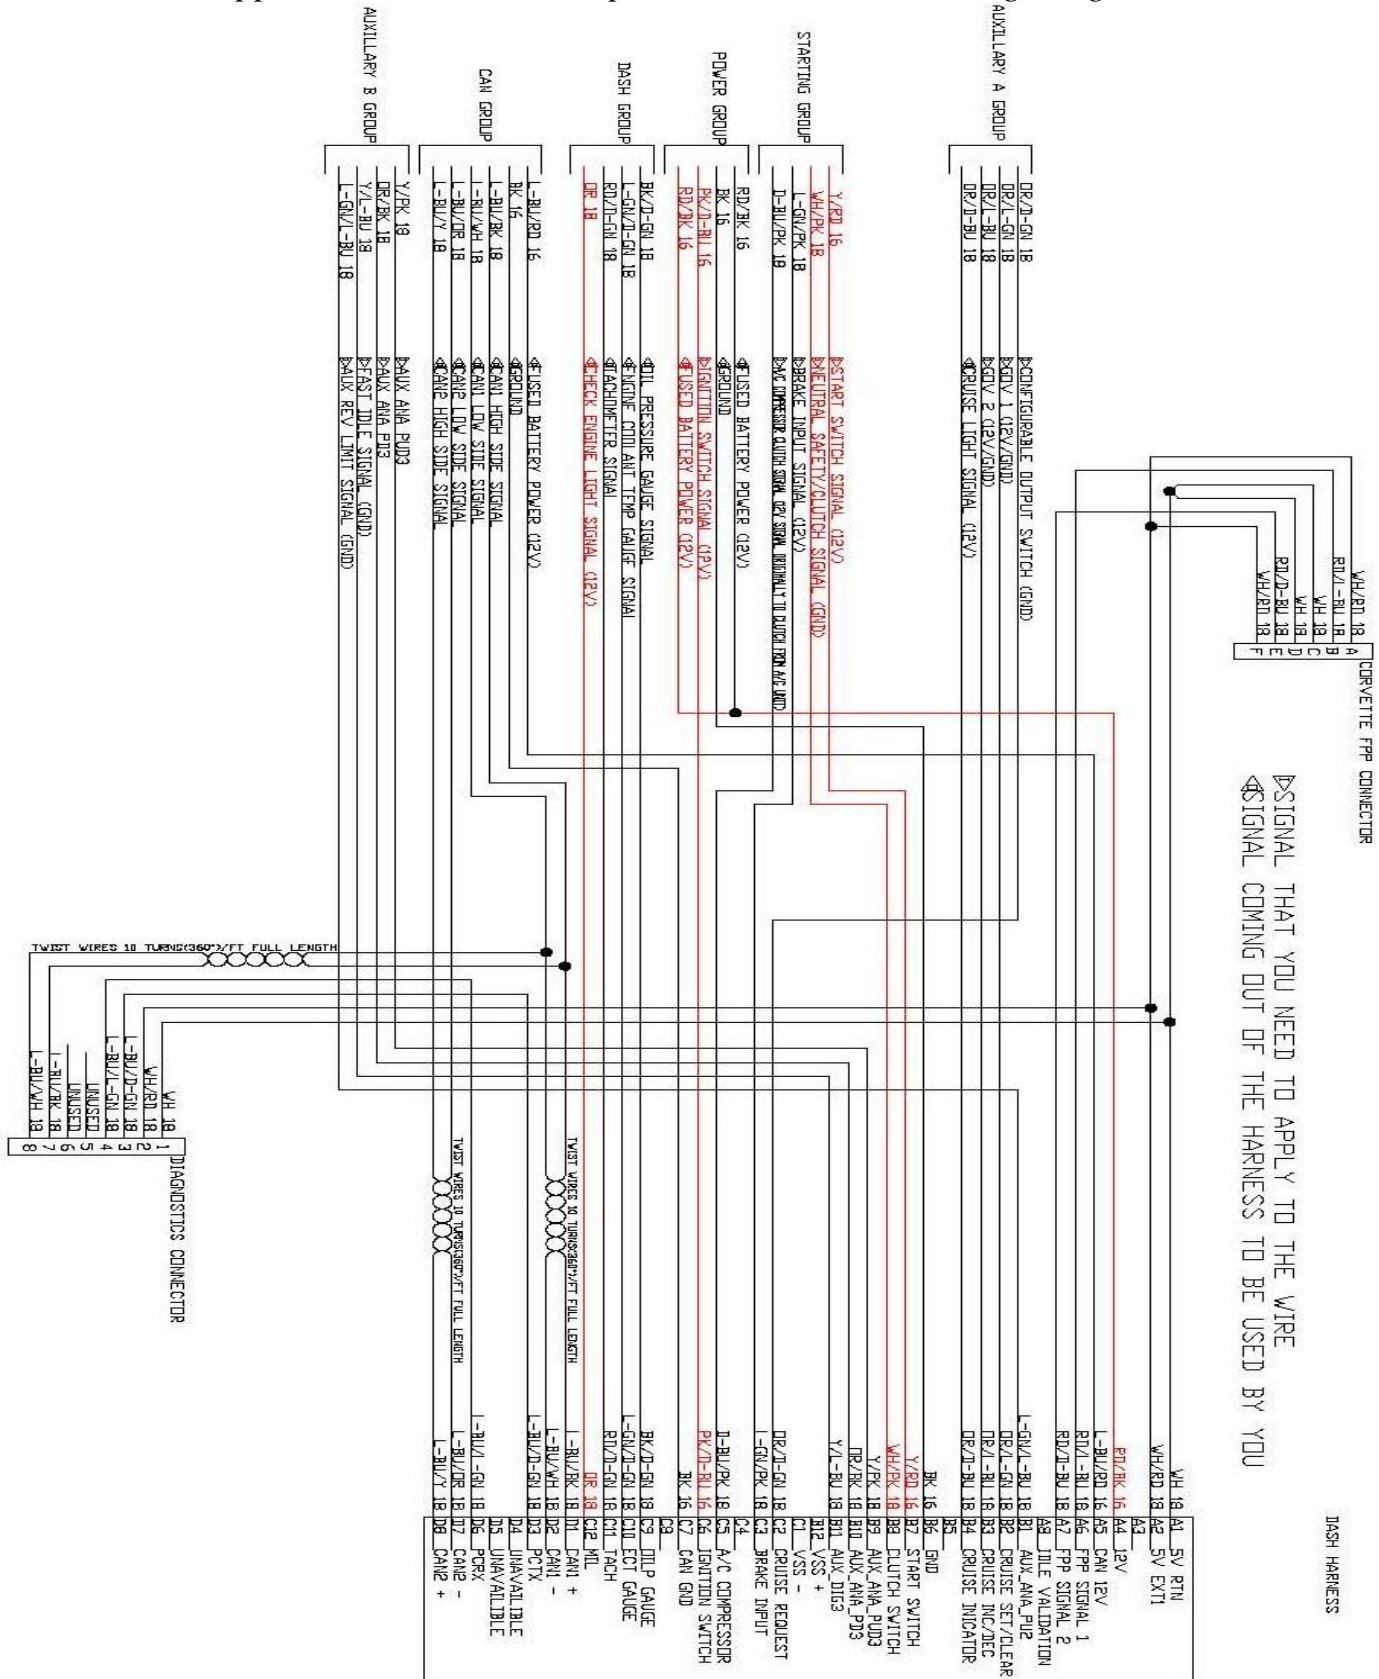 AUXILLARY A GROUP
STARTING GROUP
POWER GROUP
DASH GROUP
CAN GROUP
AUXILLARY B GROUP
OR/D-GN 18
OR/L-GN 18
OR/L-BU 18
OR/D-BU 18
CONFIGURABLE OUTPUT SWITCH (GND)
GOV 1 (12V/GND)
GOV 2 (12V/GND)
CRUISE LIGHT SIGNAL (12V)
Y/RD 16
WH/PK 18
L-GN/PK 18
D-BU/PK 18
START SWITCH SIGNAL (12V)
NEUTRAL SAFETY/CLUTCH SIGNAL (GND)
BRAKE INPUT SIGNAL (12V)
A/C COMPRESSOR CLUTCH SIGNAL (12V SIGNAL ORIGINALLY TO CLUTCH FROM A/C UNIT)
RD/BK 16
BK 16
PK/D-BU 16
RD/BK 16
FUSED BATTERY POWER (12V)
GROUND
IGNITION SWITCH SIGNAL (12V)
FUSED BATTERY POWER (12V)
BK/D-GN 18
L-GN/D-GN 18
RD/D-GN 18
OR 18
OIL PRESSURE GAUGE SIGNAL
ENGINE COOLANT TEMP GAUGE SIGNAL
TACHOMETER SIGNAL
CHECK ENGINE LIGHT SIGNAL (12V)
L-BU/RD 16
BK 16
L-BU/BK 18
L-BU/WH 18
L-BU/OR 18
L-BU/Y 18
FUSED BATTERY POWER (12V)
GROUND
CAN1 HIGH SIDE SIGNAL
CAN1 LOW SIDE SIGNAL
CAN2 LOW SIDE SIGNAL
CAN2 HIGH SIDE SIGNAL
Y/PK 18
OR/BK 18
Y/L-BU 18
L-GN/L-BU 18
AUX ANA PUD3
AUX ANA PD3
FAST IDLE SIGNAL (GND)
AUX REV LIMIT SIGNAL (GND)
CORVETTE FPP CONNECTOR
WH/RD 18 A
RD/L-BU 18 B
WH 18 C
WH 18 D
RD/D-BU 18 E
WH/RD 18 F
SIGNAL THAT YOU NEED TO APPLY TO THE WIRE
SIGNAL COMING OUT OF THE HARNESS TO BE USED BY YOU
TWIST WIRES 10 TURNS(360°)/FT FULL LENGTH
TWIST WIRES 10 TURNS(360°)/FT FULL LENGTH
TWIST WIRES 10 TURNS(360°)/FT FULL LENGTH
DIAGNOSTICS CONNECTOR
WH 18 1
WH/RD 18 2
L-BU/D-GN 18 3
L-BU/L-GN 18 4
UNUSED 5
UNUSED 6
L-BU/BK 18 7
L-BU/WH 18 8
DASH HARNESS
WH 18 A1 5V RTN
WH/RD 18 A2 5V EXT1
A3
RD/BK 16 A4 12V
L-BU/RD 16 A5 CAN 12V
RD/L-BU 18 A6 FPP SIGNAL 1
RD/D-BU 18 A7 FPP SIGNAL 2
A8 IDLE VALIDATION
L-GN/L-BU 18 B1 AUX_ANA_PU2
OR/L-GN 18 B2 CRUISE SET/CLEAR
OR/L-BU 18 B3 CRUISE INC/DEC
OR/D-BU 18 B4 CRUISE INICATOR
B5
BK 16 B6 GND
Y/RD 16 B7 START SWITCH
WH/PK 18 B8 CLUTCH SWITCH
Y/PK 18 B9 AUX_ANA_PUD3
OR/BK 18 B10 AUX_ANA_PD3
Y/L-BU 18 B11 AUX_DIG3
B12 VSS +
C1 VSS -
OR/D-GN 18 C2 CRUISE REQUEST
L-GN/PK 18 C3 BRAKE INPUT
C4
D-BU/PK 18 C5 A/C COMPRESSOR
PK/D-BU 16 C6 IGNITION SWITCH
BK 16 C7 CAN GND
C8
BK/D-GN 18 C9 OILP GAUGE
L-GN/D-GN 18 C10 ECT GAUGE
RD/D-GN 18 C11 TACH
OR 18 C12 MIL
L-BU/BK 18 D1 CAN1 +
L-BU/WH 18 D2 CAN1 -
L-BU/D-GN 18 D3 PCTX
D4 UNAVAILIBLE
D5 UNAVAILIBLE
L-BU/L-GN 18 D6 PCRX
L-BU/OR 18 D7 CAN2 -
L-BU/Y 18 D8 CAN2 +